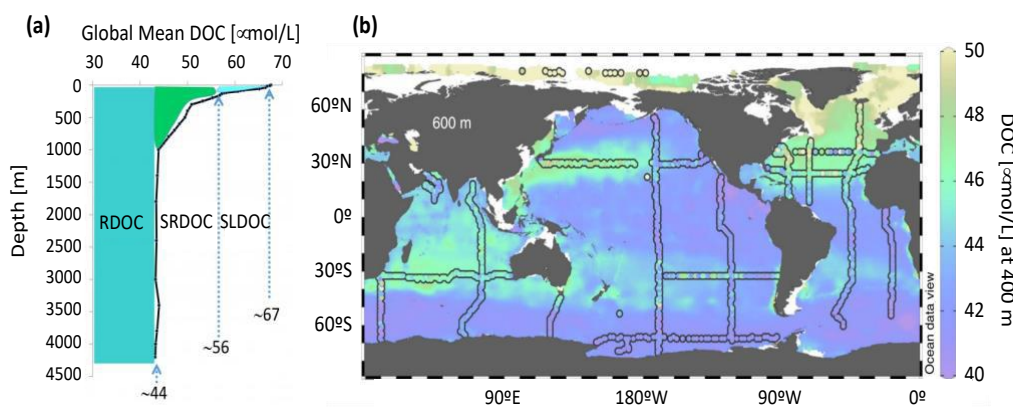 (a)
Global Mean DOC [∝mol/L]
30 40 50 60 70
0
500
1000
1500
2000
2500
3000
3500
4000
4500
Depth [m]
RDOC SRDOC SLDOC
~67
~56
~44
(b)
600 m
60ºN
30ºN
0º
30ºS
60ºS
90ºE 180ºW 90ºW 0º
Ocean data view
50
48
46
44
42
40
DOC [∝mol/L] at 400 m